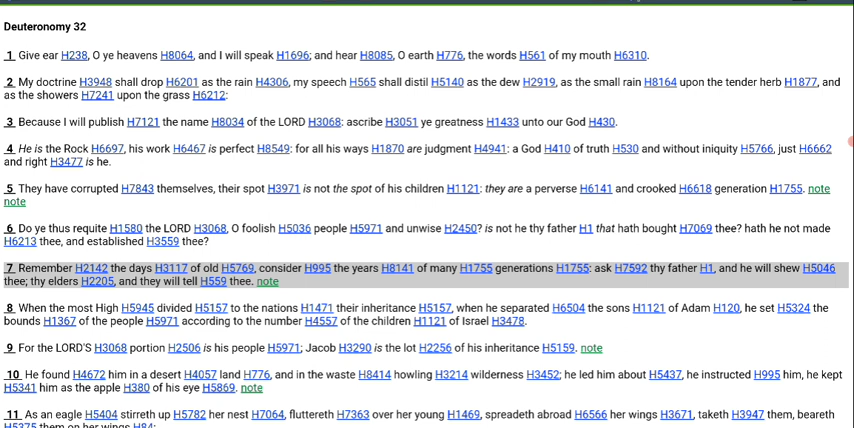 Deuteronomy 32
1 Give ear H238, O ye heavens H8064, and I will speak H1696; and hear H8085, O earth H776, the words H561 of my mouth H6310.
2 My doctrine H3948 shall drop H6201 as the rain H4306, my speech H565 shall distil H5140 as the dew H2919, as the small rain H8164 upon the tender herb H1877, and
as the showers H7241 upon the grass H6212:
3 Because I will publish H7121 the name H8034 of the LORD H3068: ascribe H3051 ye greatness H1433 unto our God H430.
4 He is the Rock H6697, his work H6467 is perfect H8549: for all his ways H1870 are judgment H4941: a God H410 of truth H530 and without iniquity H5766, just H6662
and right H3477 is he.
5 They have corrupted H7843 themselves, their spot H3971 is not the spot of his children H1121: they are a perverse H6141 and crooked H6618 generation H1755. note
note
6 Do ye thus requite H1580 the LORD H3068, O foolish H5036 people H5971 and unwise H2450? is not he thy father H1 that hath bought H7069 thee? hath he not made
H6213 thee, and established H3559 thee?
7 Remember H2142 the days H3117 of old H5769, consider H995 the years H8141 of many H1755 generations H1755: ask H7592 thy father H1, and he will shew H5046
thee; thy elders H2205, and they will tell H559 thee. note
8 When the most High H5945 divided H5157 to the nations H1471 their inheritance H5157, when he separated H6504 the sons H1121 of Adam H120, he set H5324 the
bounds H1367 of the people H5971 according to the number H4557 of the children H1121 of Israel H3478.
9 For the LORD'S H3068 portion H2506 is his people H5971; Jacob H3290 is the lot H2256 of his inheritance H5159. note
10 He found H4672 him in a desert H4057 land H776, and in the waste H8414 howling H3214 wilderness H3452; he led him about H5437, he instructed H995 him, he kept
H5341 him as the apple H380 of his eye H5869. note
11 As an eagle H5404 stirreth up H5782 her nest H7064, fluttereth H7363 over her young H1469, spreadeth abroad H6566 her wings H3671, taketh H3947 them, beareth
H5375 them on her wings H84: